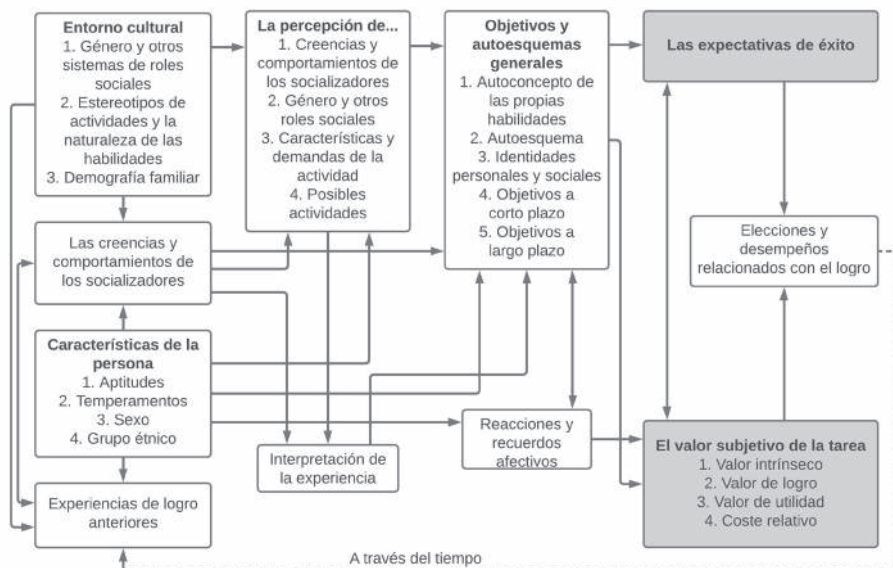 Entorno cultural
1. Género y otros
sistemas de roles
sociales
2. Estereotipos de
actividades y la
naturaleza de las
habilidades
3. Demografía familiar
Las creencias y
comportamientos de
los socializadores
Características de la
persona
1. Aptitudes
2. Temperamentos
3. Sexo
4. Grupo étnico
Experiencias de logro
anteriores
La percepción de...
1. Creencias y
comportamientos de
los socializadores
2. Género y otros
roles sociales
3. Características y
demandas de la
actividad
4. Posibles
actividades
Interpretación de
la experiencia
Objetivos y
autoesquemas
generales
1. Autoconcepto de
las propias
habilidades
2. Autoesquema
3. Identidades
personales y sociales
4. Objetivos a
corto plazo
5. Objetivos a
largo plazo
Reacciones y
recuerdos
afectivos
Las expectativas de éxito
Elecciones y
desempeños
relacionados con el logro
El valor subjetivo de la tarea
1. Valor intrínseco
2. Valor de logro
3. Valor de utilidad
4. Coste relativo
A través del tiempo